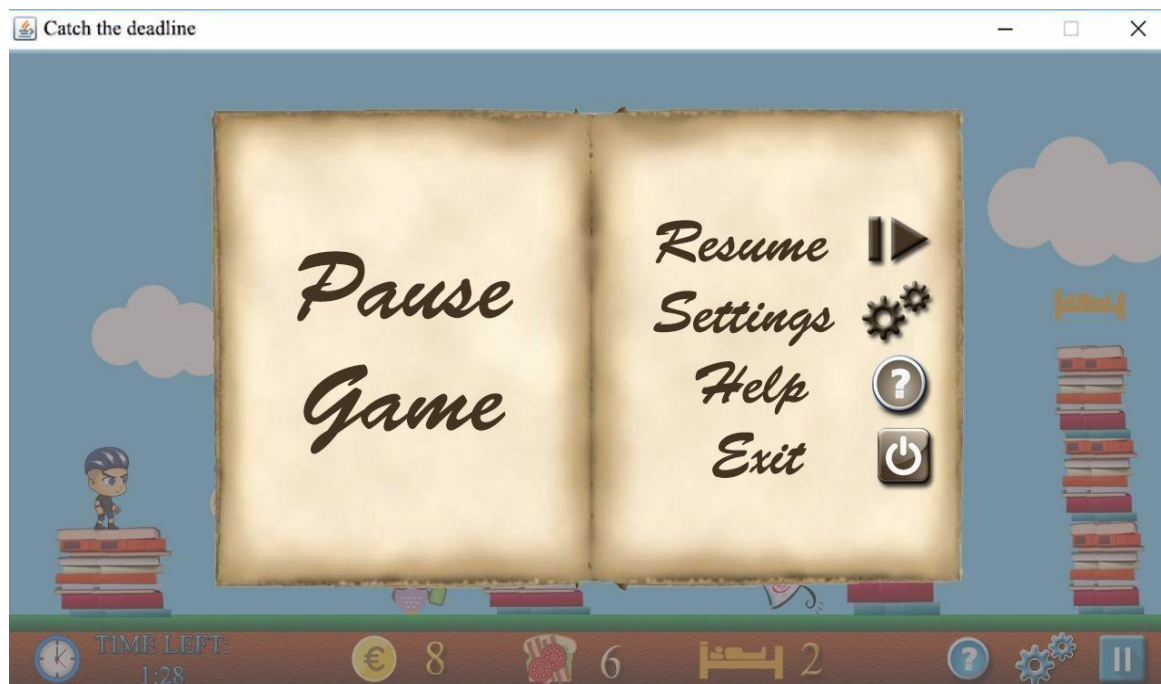 Catch the deadline
Pause
Game
Resume
Settings
Help
Exit
TIME LEFT:
1:28
8
6
2